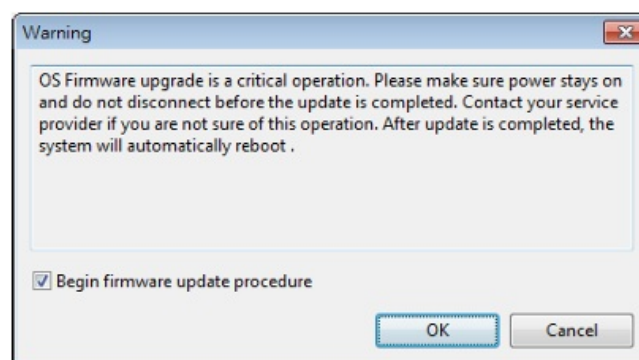 Warning
OS Firmware upgrade is a critical operation. Please make sure power stays on
and do not disconnect before the update is completed. Contact your service
provider if you are not sure of this operation. After update is completed, the
system will automatically reboot .
Begin firmware update procedure
OK
Cancel